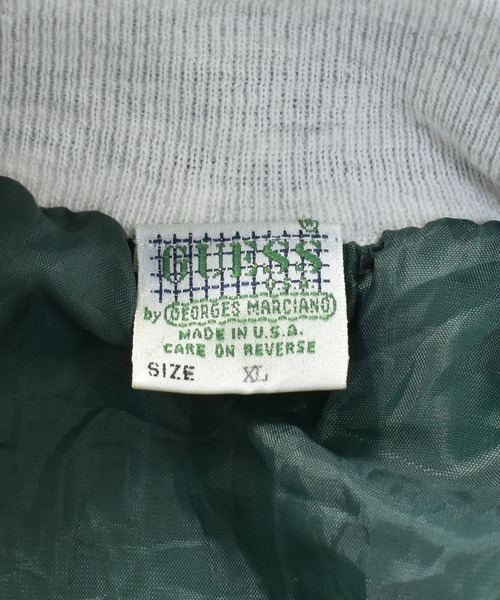 GUESS
U.S.A.
by GEORGES MARCIANO
MADE IN U.S.A.
CARE ON REVERSE
SIZE XL